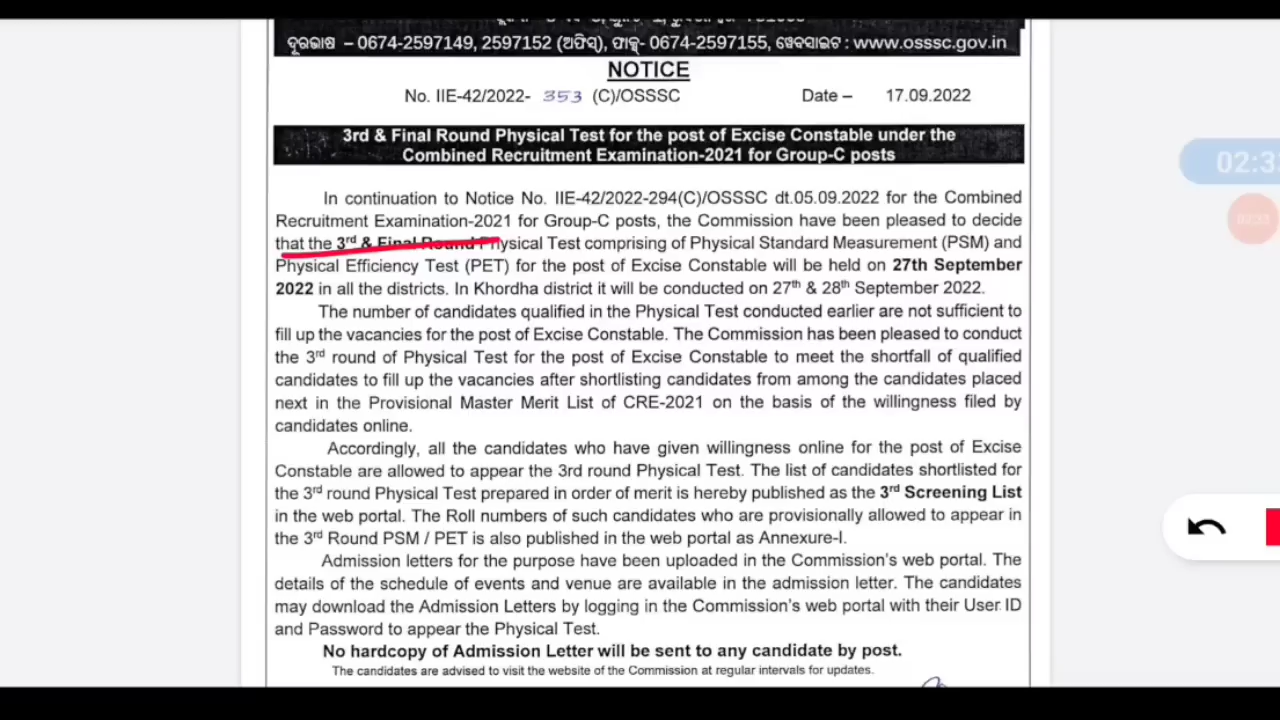 ଦୂରଭାଷ – 0674-2597149, 2597152 (ଅଫିସ୍), ଫାକ୍ସ- 0674-2597155, ୱେବସାଇଟ : www.osssc.gov.in
NOTICE
No. IIE-42/2022- 353 (C)/OSSSC Date – 17.09.2022
3rd & Final Round Physical Test for the post of Excise Constable under the
Combined Recruitment Examination-2021 for Group-C posts
In continuation to Notice No. IIE-42/2022-294(C)/OSSSC dt.05.09.2022 for the Combined
Recruitment Examination-2021 for Group-C posts, the Commission have been pleased to decide
that the 3rd & Final Round Physical Test comprising of Physical Standard Measurement (PSM) and
Physical Efficiency Test (PET) for the post of Excise Constable will be held on 27th September
2022 in all the districts. In Khordha district it will be conducted on 27th & 28th September 2022.
The number of candidates qualified in the Physical Test conducted earlier are not sufficient to
fill up the vacancies for the post of Excise Constable. The Commission has been pleased to conduct
the 3rd round of Physical Test for the post of Excise Constable to meet the shortfall of qualified
candidates to fill up the vacancies after shortlisting candidates from among the candidates placed
next in the Provisional Master Merit List of CRE-2021 on the basis of the willingness filed by
candidates online.
Accordingly, all the candidates who have given willingness online for the post of Excise
Constable are allowed to appear the 3rd round Physical Test. The list of candidates shortlisted for
the 3rd round Physical Test prepared in order of merit is hereby published as the 3rd Screening List
in the web portal. The Roll numbers of such candidates who are provisionally allowed to appear in
the 3rd Round PSM / PET is also published in the web portal as Annexure-I.
Admission letters for the purpose have been uploaded in the Commission's web portal. The
details of the schedule of events and venue are available in the admission letter. The candidates
may download the Admission Letters by logging in the Commission's web portal with their User ID
and Password to appear the Physical Test.
No hardcopy of Admission Letter will be sent to any candidate by post.
The candidates are advised to visit the website of the Commission at regular intervals for updates.
02:3